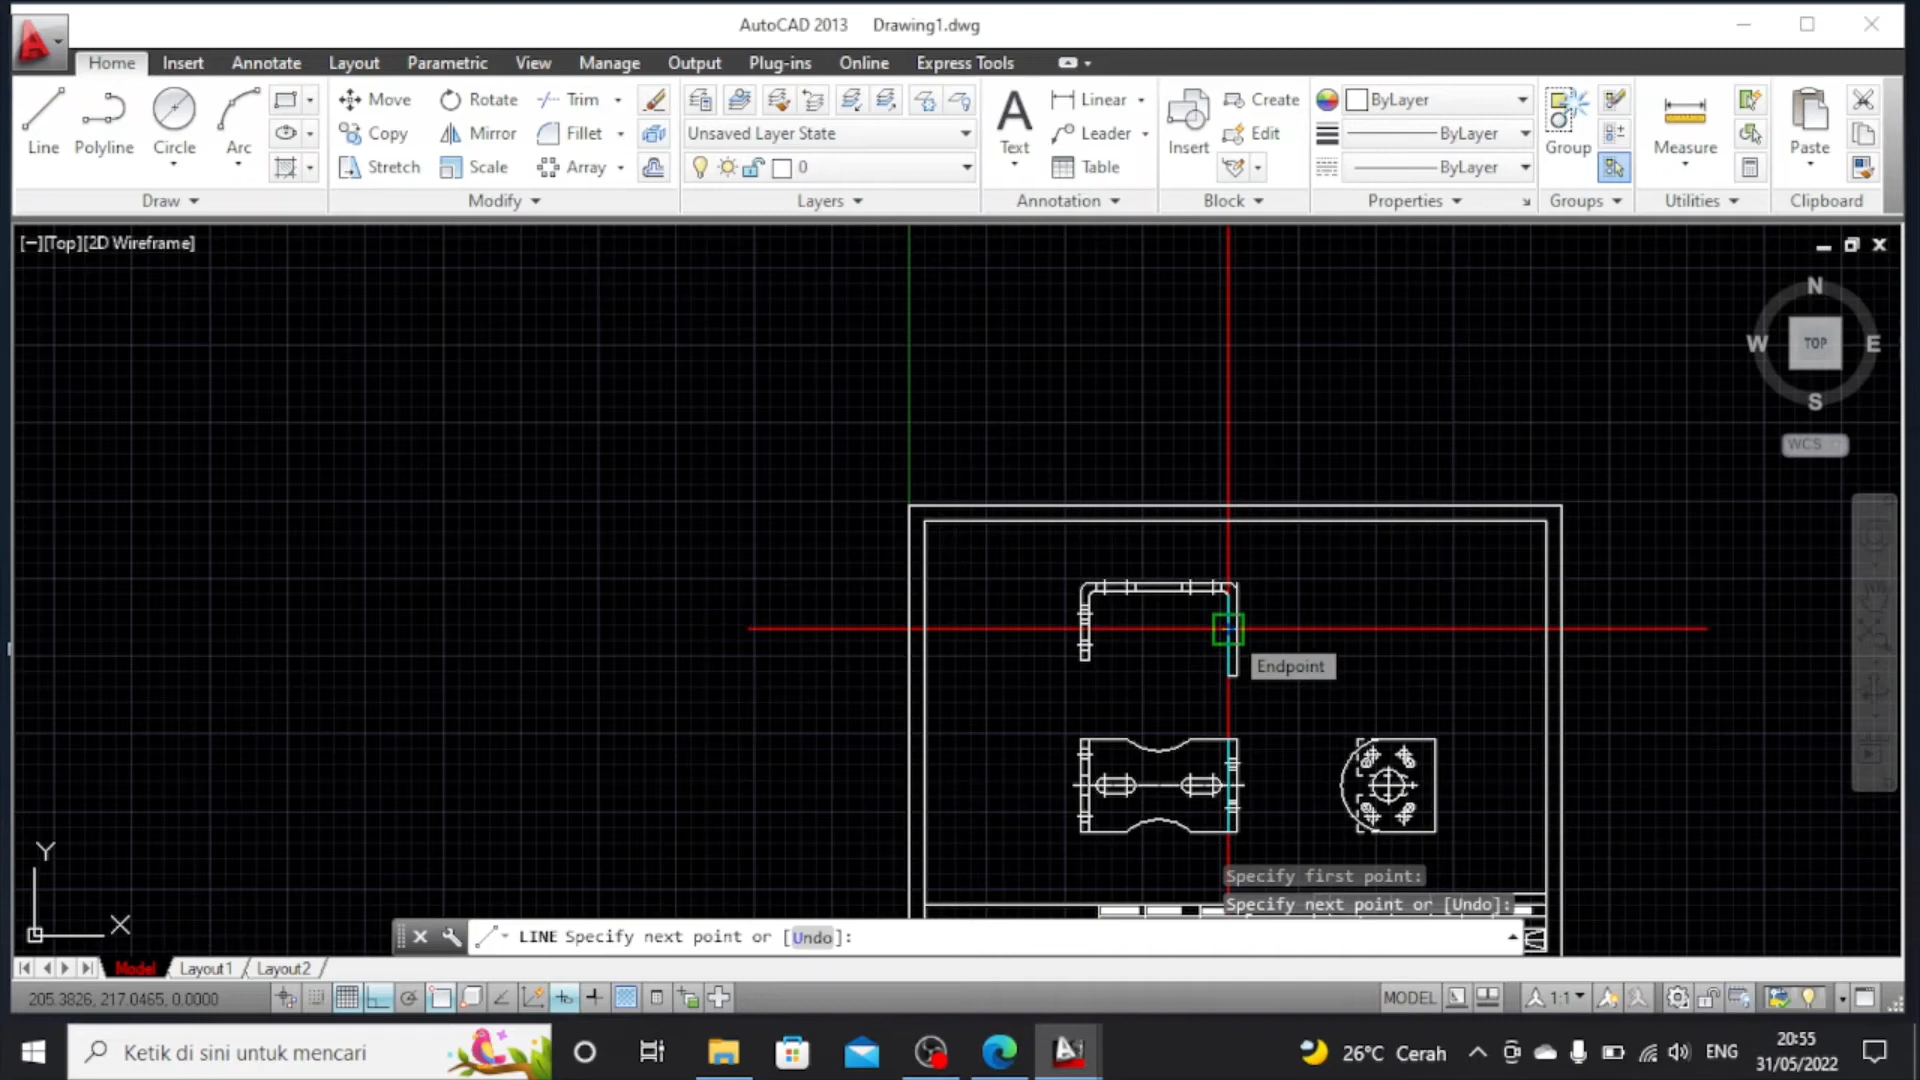 AutoCAD 2013 Drawing1.dwg
Home Insert Annotate Layout Parametric View Manage Output Plug-ins Online Express Tools
Line Polyline Circle Arc
Move Rotate Trim
Copy Mirror Fillet
Stretch Scale Array
Unsaved Layer State
0
Text
Linear
Leader
Table
Insert
Create
Edit
ByLayer
ByLayer
ByLayer
Group
Measure
Paste
Draw Modify Layers Annotation Block Properties Groups Utilities Clipboard
[−][Top][2D Wireframe]
N
W TOP E
S
WCS
Endpoint
Y
X
Specify first point:
Specify next point or [Undo]:
LINE Specify next point or [Undo]:
Model Layout1 Layout2
205.3826, 217.0465, 0.0000
MODEL
1:1
Ketik di sini untuk mencari
26°C Cerah
ENG
20:55
31/05/2022